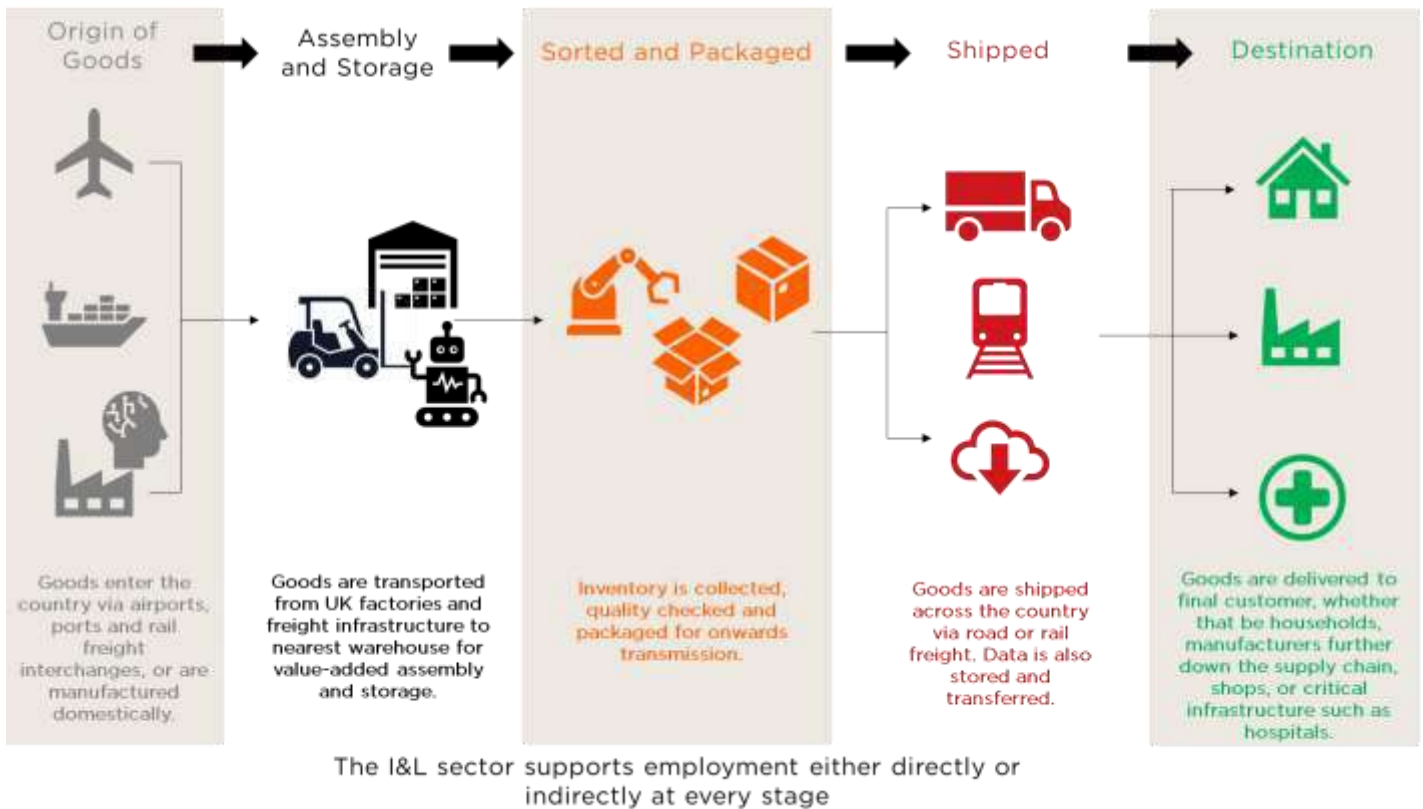 Origin of
Goods
Assembly
and Storage
Sorted and Packaged
Shipped
Destination
Goods enter the
country via airports,
ports and rail
freight
interchanges, or are
manufactured
domestically.
Goods are transported
from UK factories and
freight infrastructure to
nearest warehouse for
value-added assembly
and storage.
Inventory is collected,
quality checked and
packaged for onwards
transmission.
Goods are shipped
across the country
via road or rail
freight. Data is also
stored and
transferred.
Goods are delivered to
final customer, whether
that be households,
manufacturers further
down the supply chain,
shops, or critical
infrastructure such as
hospitals.
The I&L sector supports employment either directly or
indirectly at every stage